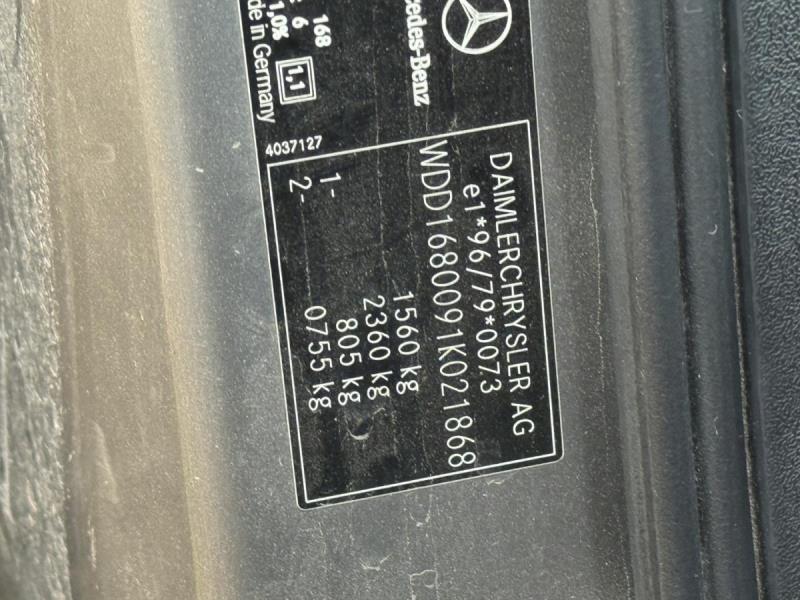 cedes-Benz
168
6
1,0%
1,1
de in Germany
4037127
DAIMLERCHRYSLER AG
e1*96/79*0073
WDD1680091K021868
1560 kg
2360 kg
1- 805 kg
2- 0755 kg